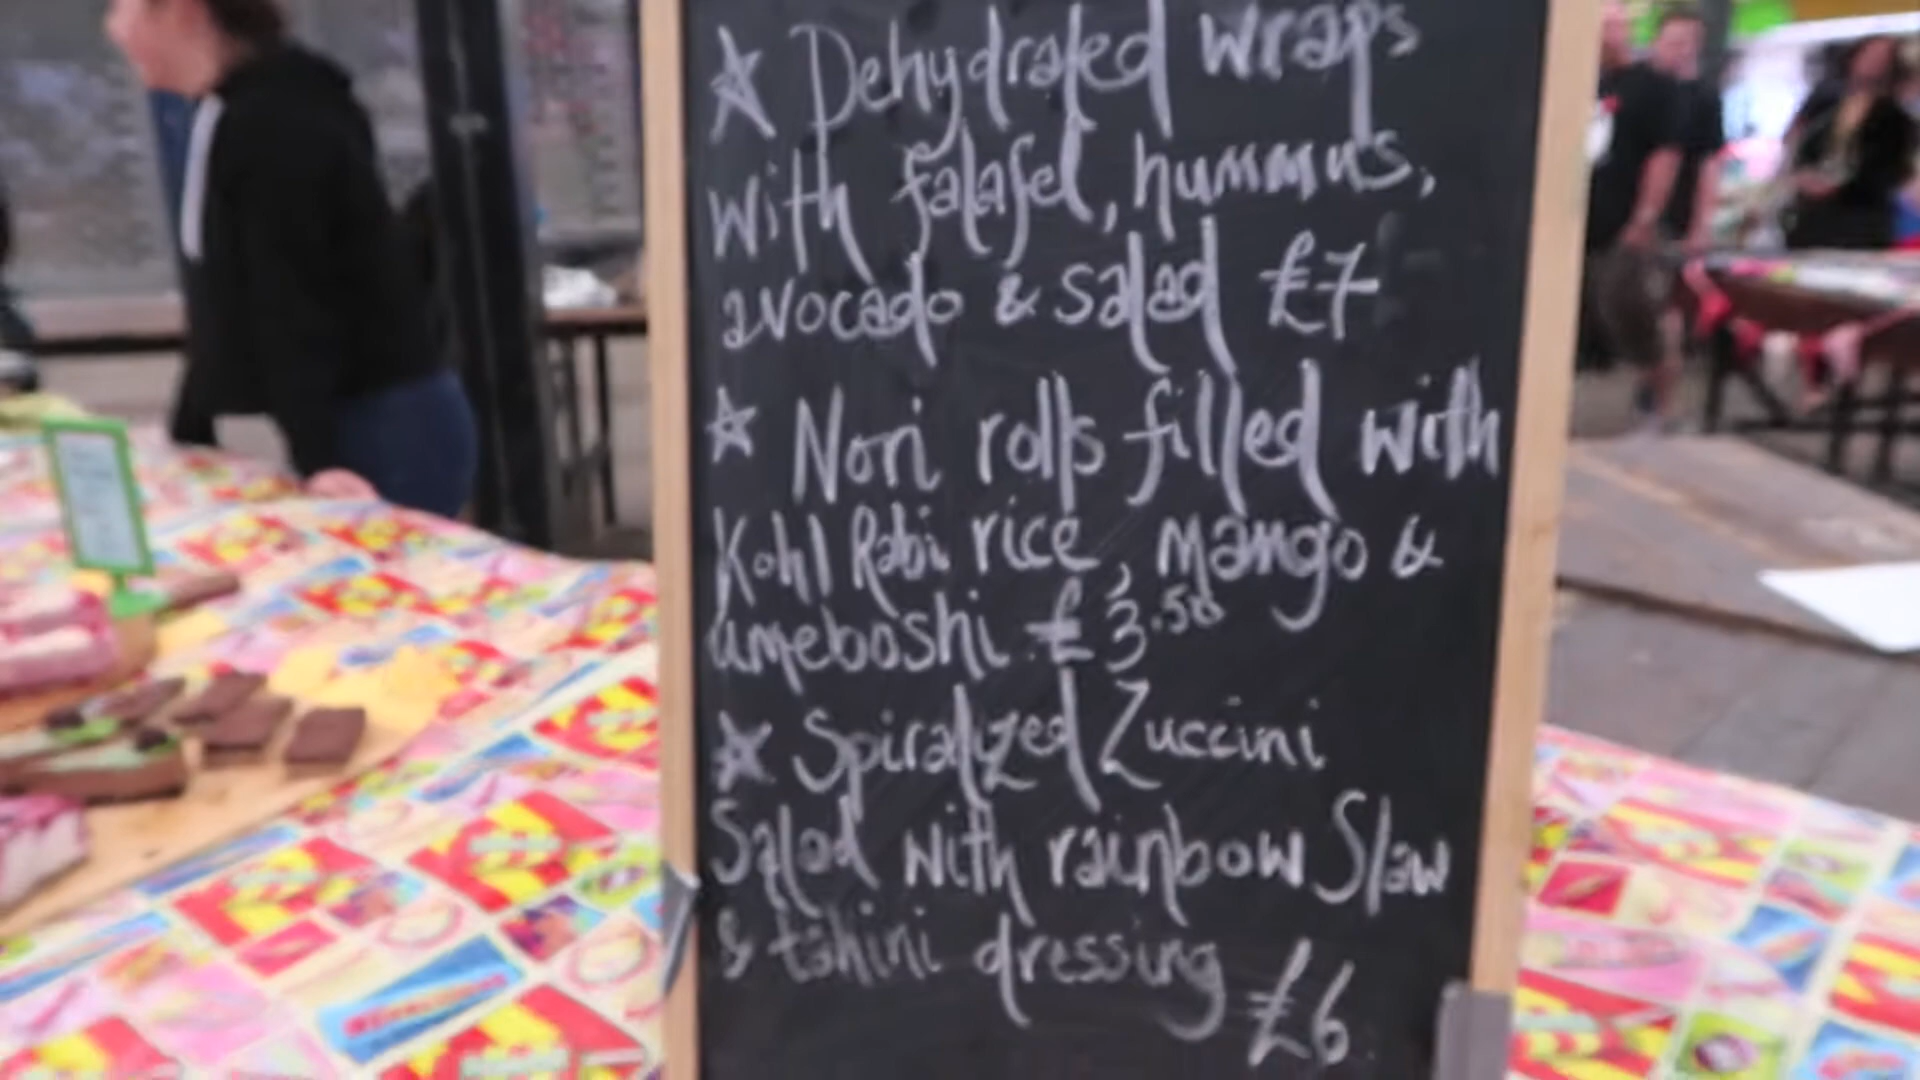 ☆ Dehydrated wraps
with falafel, hummus,
avocado & salad £7
☆ Nori rolls filled with
Kohl Rabi rice, mango &
umeboshi £3.50
☆ Spiralized Zuccini
Salad with rainbow Slaw
& tahini dressing
£6